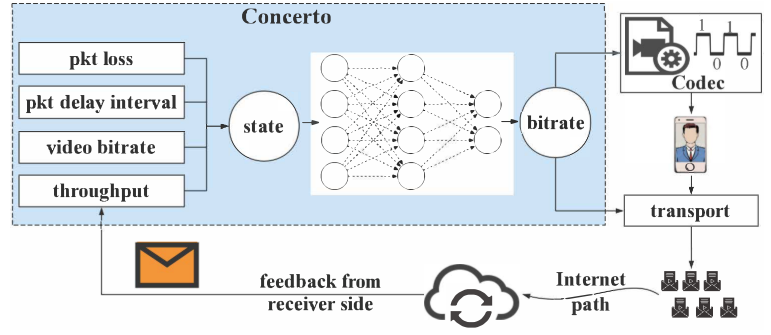 Concerto
pkt loss
pkt delay interval
video bitrate
throughput
state
bitrate
1 1
0 0
Codec
transport
Internet
path
feedback from
receiver side